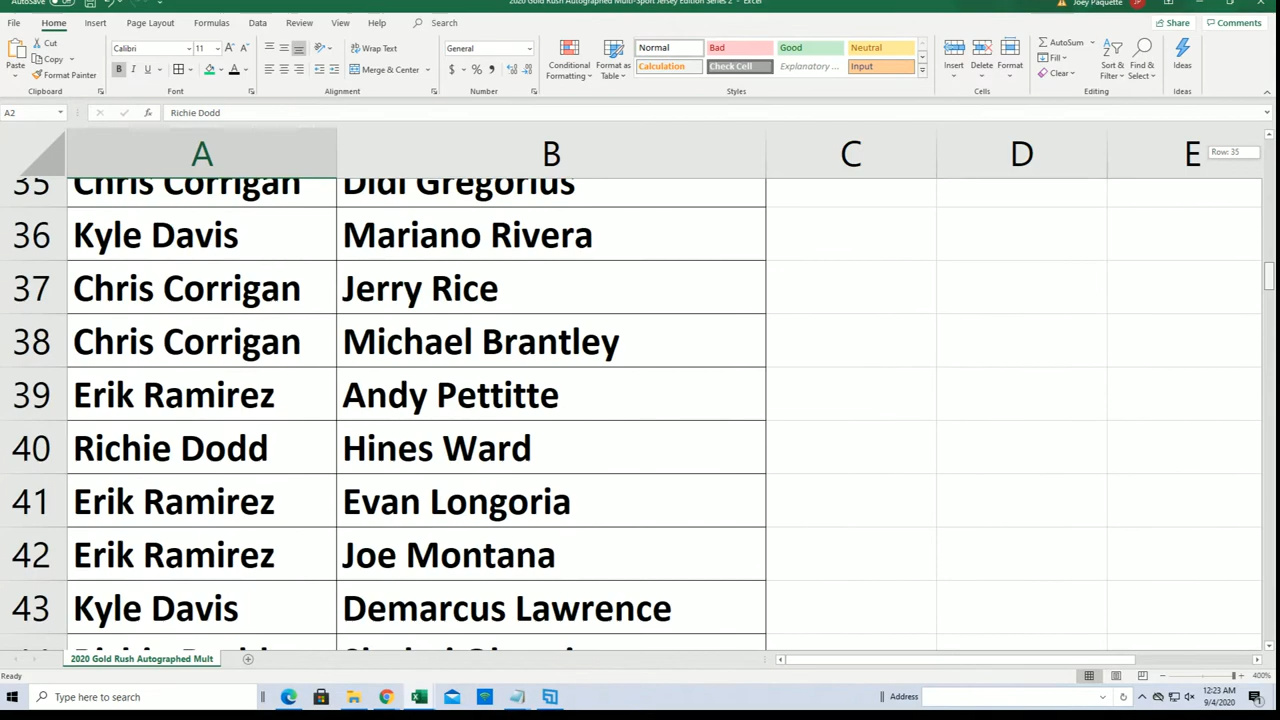 AutoSave
2020 Gold Rush Autographed Multi-Sport Jersey Edition Series 2 - Excel
Joey Paquette
JP
File Home Insert Page Layout Formulas Data Review View Help Search Share Comments
Paste Cut Copy Format Painter
Calibri 11
Wrap Text
Merge & Center
General
Conditional Formatting
Format as Table
Normal Bad Good Neutral
Calculation Check Cell Explanatory ... Input
Insert Delete Format
AutoSum
Fill
Clear
Sort & Filter
Find & Select
Ideas
Clipboard Font Alignment Number Styles Cells Editing Ideas
A2 Richie Dodd
A B C D E Row: 35
35 Chris Corrigan Didi Gregorius
36 Kyle Davis Mariano Rivera
37 Chris Corrigan Jerry Rice
38 Chris Corrigan Michael Brantley
39 Erik Ramirez Andy Pettitte
40 Richie Dodd Hines Ward
41 Erik Ramirez Evan Longoria
42 Erik Ramirez Joe Montana
43 Kyle Davis Demarcus Lawrence
2020 Gold Rush Autographed Mult
Ready 400%
Type here to search Address 12:23 AM
9/4/2020